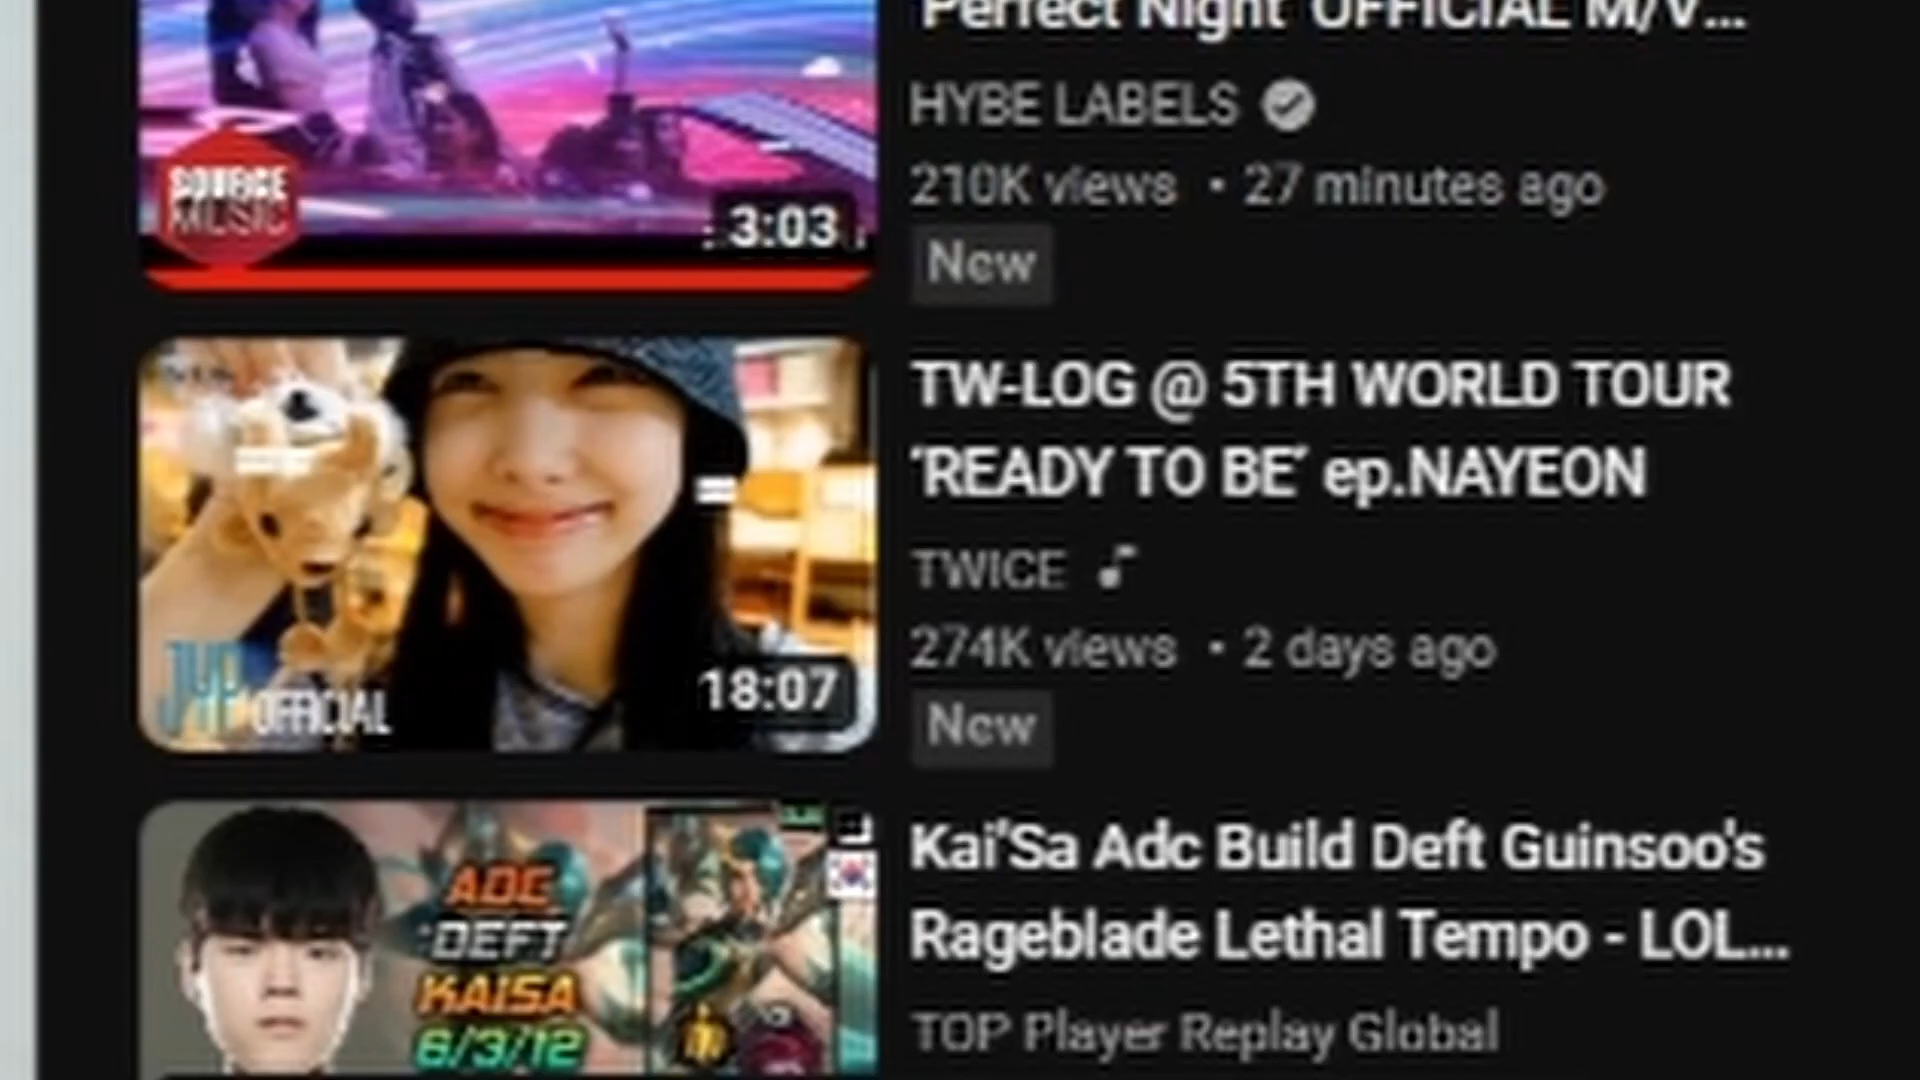 'Perfect Night' OFFICIAL M/V...
HYBE LABELS
210K views • 27 minutes ago
New
SOURCE
MUSIC
3:03
TW-LOG @ 5TH WORLD TOUR
'READY TO BE' ep.NAYEON
TWICE
274K views • 2 days ago
New
JYP OFFICIAL
18:07
Kai'Sa Adc Build Deft Guinsoo's
Rageblade Lethal Tempo - LOL...
TOP Player Replay Global
ADC
DEFT
KAISA
6/3/12